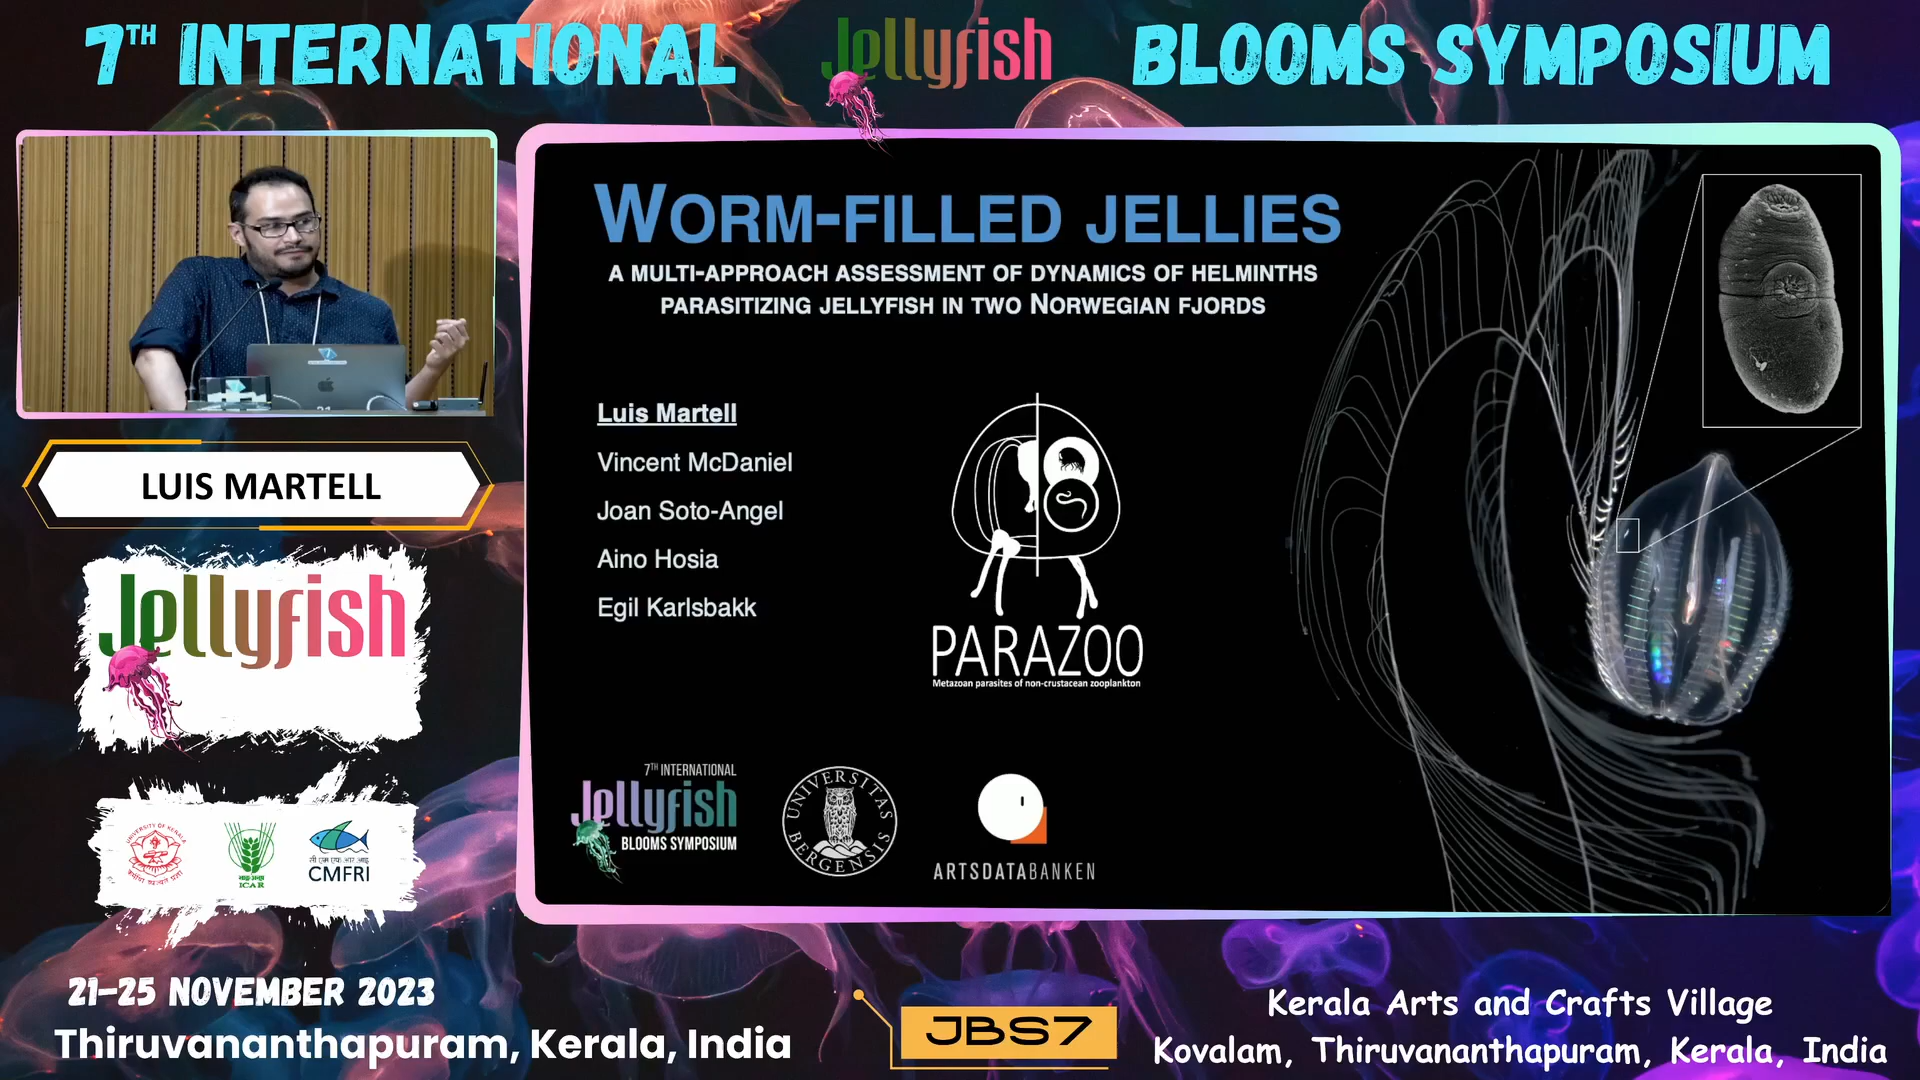 7TH INTERNATIONAL Jellyfish BLOOMS SYMPOSIUM
LUIS MARTELL
Jellyfish
UNIVERSITY OF KERALA
ICAR
CMFRI
WORM-FILLED JELLIES
A MULTI-APPROACH ASSESSMENT OF DYNAMICS OF HELMINTHS
PARASITIZING JELLYFISH IN TWO NORWEGIAN FJORDS
Luis Martell
Vincent McDaniel
Joan Soto-Angel
Aino Hosia
Egil Karlsbakk
PARAZOO
Metazoan parasites of non-crustacean zooplankton
7TH INTERNATIONAL
Jellyfish
BLOOMS SYMPOSIUM
UNIVERSITAS
BERGENSIS
ARTSDATABANKEN
21-25 NOVEMBER 2023
Thiruvananthapuram, Kerala, India
JBS7
Kerala Arts and Crafts Village
Kovalam, Thiruvananthapuram, Kerala, India